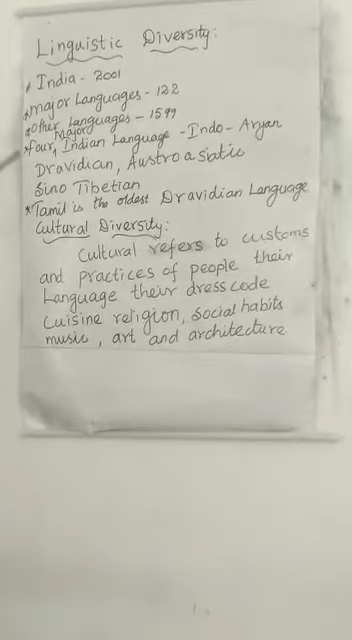 Linguistic Diversity:
* India - 2001
* Major Languages - 122
* Other Languages - 1599
* Four Major Indian Language - Indo - Aryan
Dravidian, Austro asiatic
Sino Tibetian
* Tamil is the oldest Dravidian Language
Cultural Diversity:
Cultural refers to customs
and practices of people their
Language their dress code
Cuisine religion, social habits
music, art and architecture.